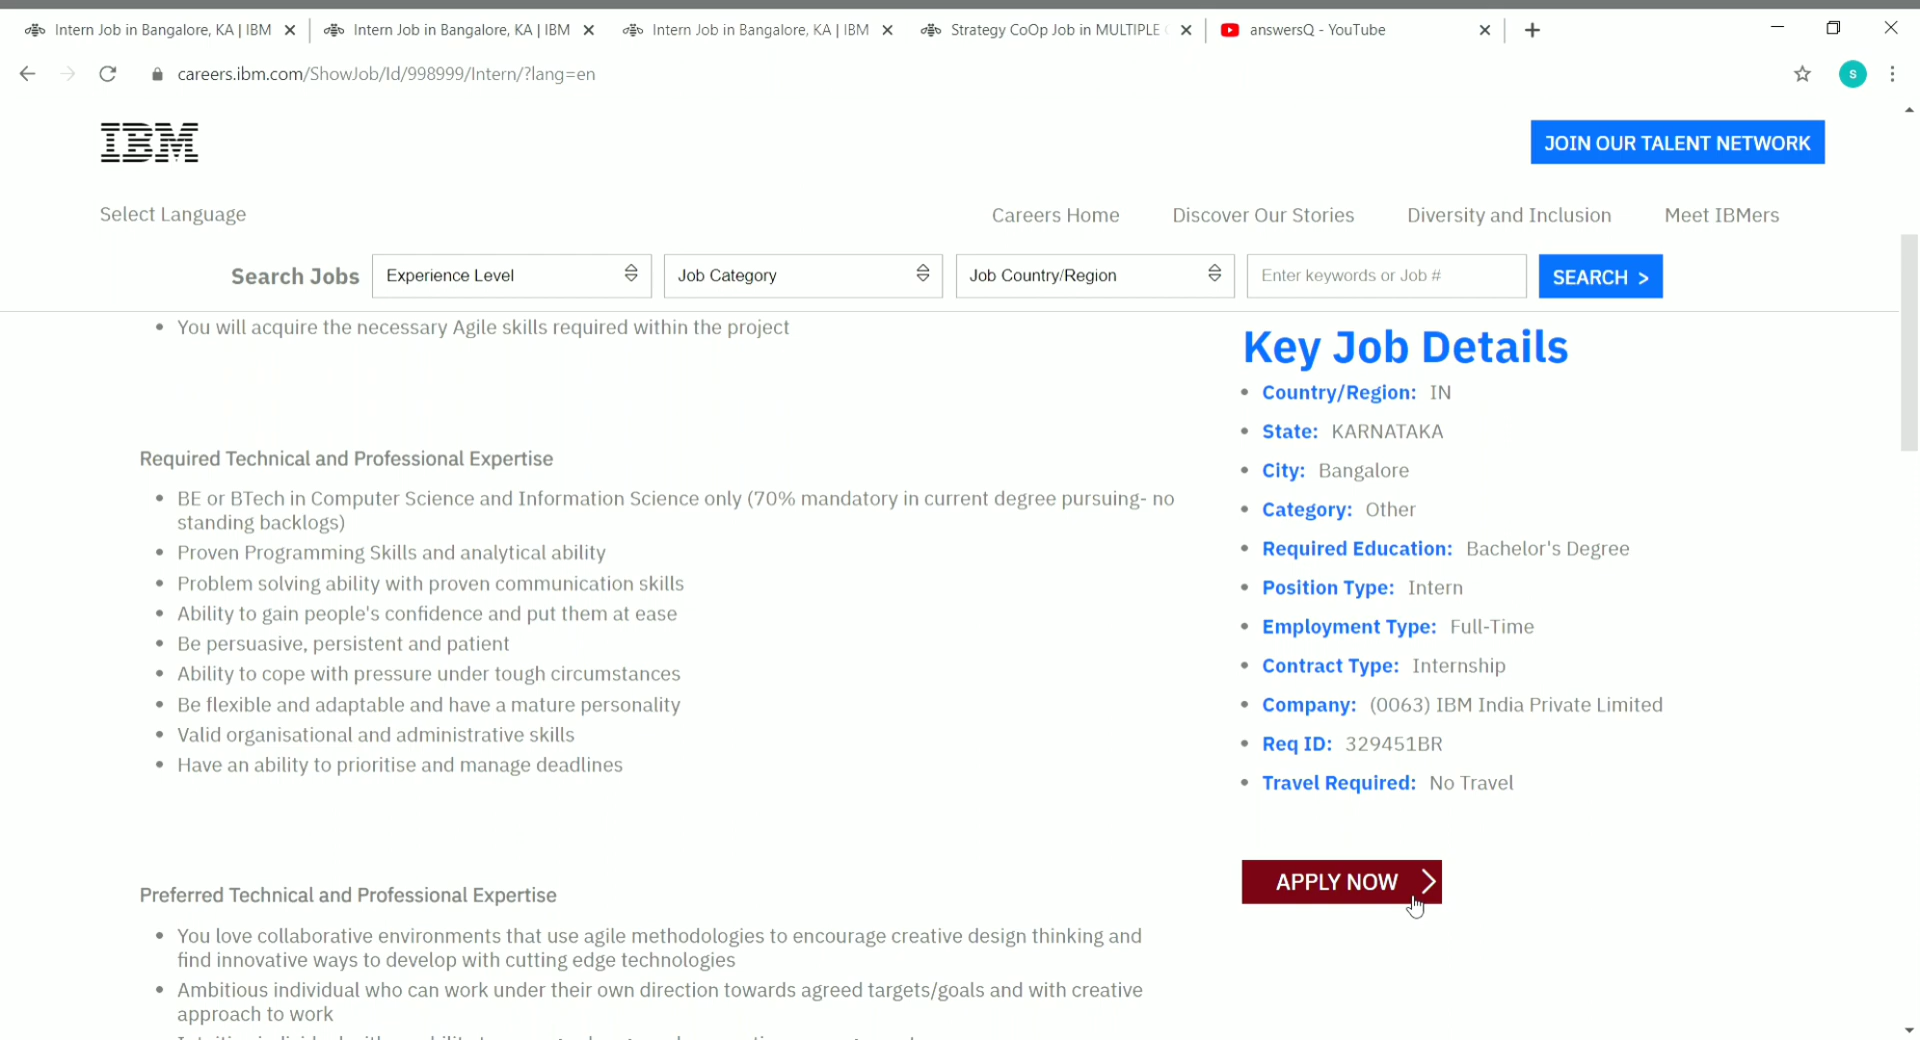 Intern Job in Bangalore, KA | IBM
Intern Job in Bangalore, KA | IBM
Intern Job in Bangalore, KA | IBM
Strategy CoOp Job in MULTIPLE
answersQ - YouTube
careers.ibm.com/ShowJob/Id/998999/Intern/?lang=en
S
IBM
JOIN OUR TALENT NETWORK
Select Language
Careers Home
Discover Our Stories
Diversity and Inclusion
Meet IBMers
Search Jobs
Experience Level
Job Category
Job Country/Region
Enter keywords or Job #
SEARCH >
• You will acquire the necessary Agile skills required within the project
Required Technical and Professional Expertise
• BE or BTech in Computer Science and Information Science only (70% mandatory in current degree pursuing- no
standing backlogs)
• Proven Programming Skills and analytical ability
• Problem solving ability with proven communication skills
• Ability to gain people's confidence and put them at ease
• Be persuasive, persistent and patient
• Ability to cope with pressure under tough circumstances
• Be flexible and adaptable and have a mature personality
• Valid organisational and administrative skills
• Have an ability to prioritise and manage deadlines
Preferred Technical and Professional Expertise
• You love collaborative environments that use agile methodologies to encourage creative design thinking and
find innovative ways to develop with cutting edge technologies
• Ambitious individual who can work under their own direction towards agreed targets/goals and with creative
approach to work
Key Job Details
• Country/Region: IN
• State: KARNATAKA
• City: Bangalore
• Category: Other
• Required Education: Bachelor's Degree
• Position Type: Intern
• Employment Type: Full-Time
• Contract Type: Internship
• Company: (0063) IBM India Private Limited
• Req ID: 329451BR
• Travel Required: No Travel
APPLY NOW